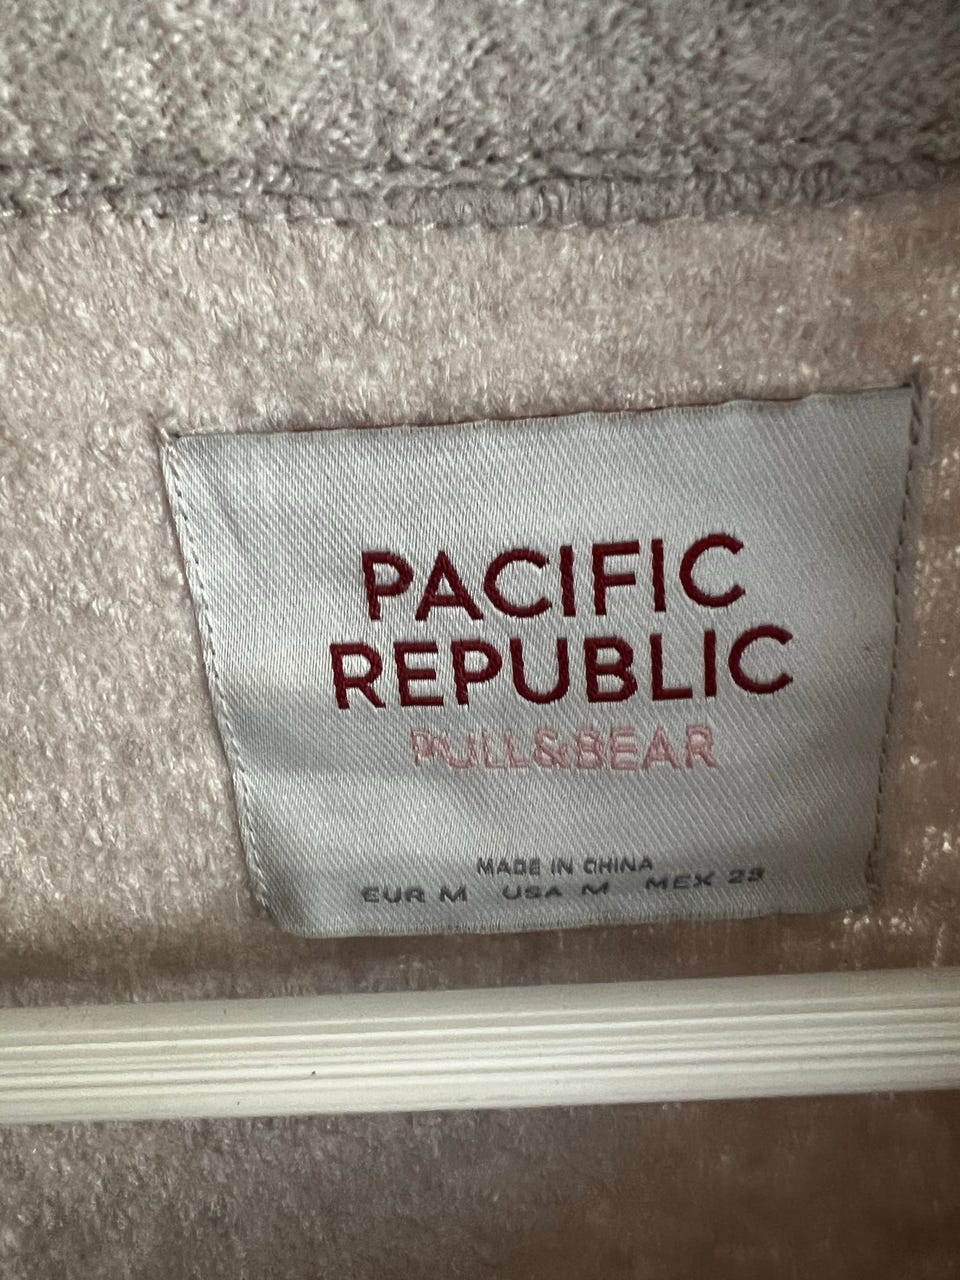 PACIFIC
REPUBLIC
PULL&BEAR
MADE IN CHINA
EUR M USA M MEX 28